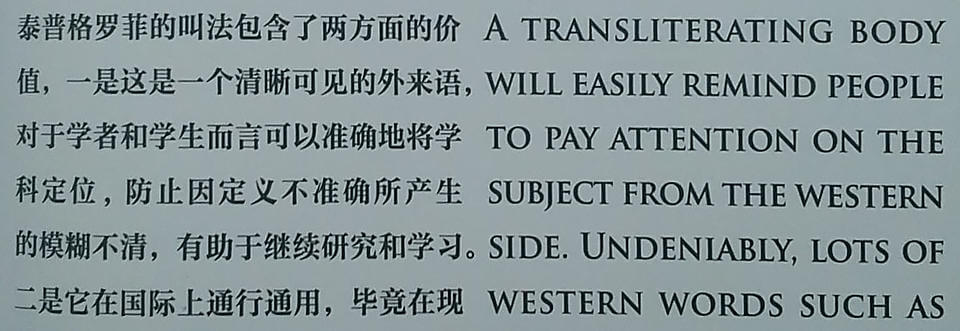 泰普格罗菲的叫法包含了两方面的价
值，一是这是一个清晰可见的外来语，
对于学者和学生而言可以准确地将学
科定位，防止因定义不准确所产生
的模糊不清，有助于继续研究和学习。
二是它在国际上通行通用，毕竟在现
A TRANSLITERATING BODY
WILL EASILY REMIND PEOPLE
TO PAY ATTENTION ON THE
SUBJECT FROM THE WESTERN
SIDE. UNDENIABLY, LOTS OF
WESTERN WORDS SUCH AS